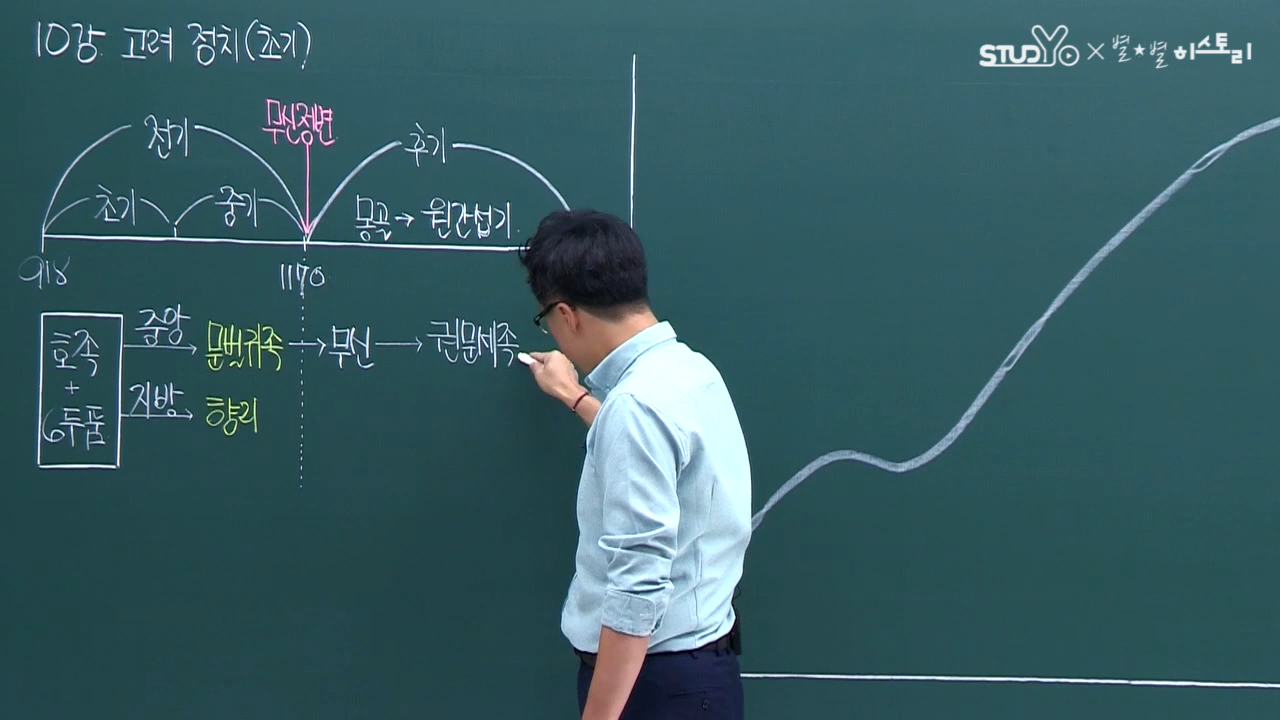 10강. 고려 정치(초기)
STUDYo × 별★별 히스토리
무신정변
전기
후기
초기
중기
몽골→ 원간섭기
918
1170
호족
+
6두품
중앙
문벌귀족 → 무신 → 권문세족
지방
향리